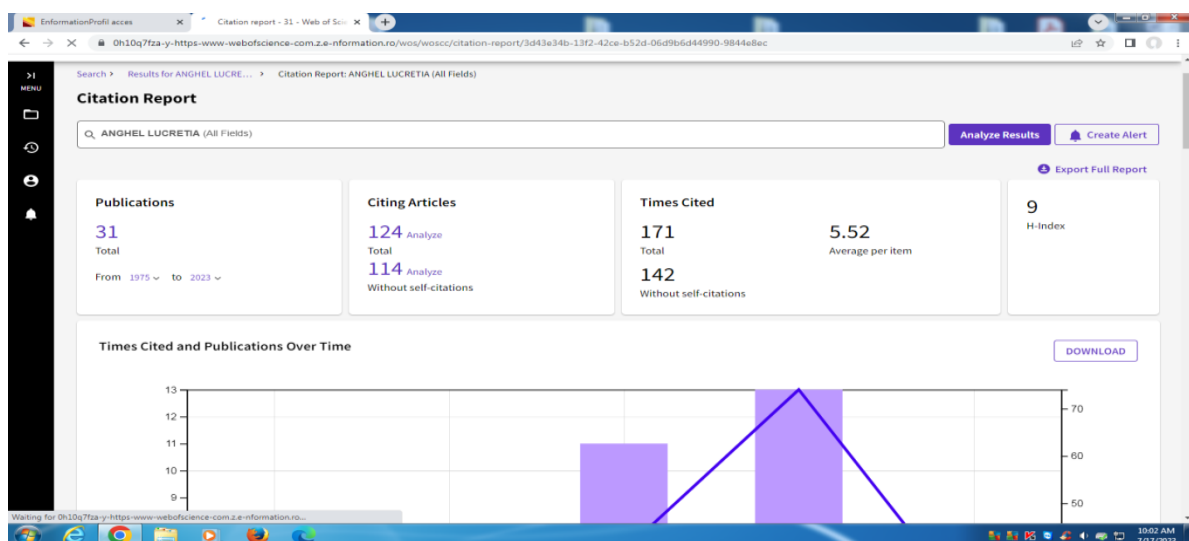 EnformationProfil acces
Citation report - 31 - Web of Scie
0h10q7fza-y-https-www-webofscience-com.z.e-nformation.ro/wos/woscc/citation-report/3d43e34b-13f2-42ce-b52d-06d9b6d44990-9844e8ec
MENU
Search > Results for ANGHEL LUCRE... > Citation Report: ANGHEL LUCRETIA (All Fields)
Citation Report
ANGHEL LUCRETIA (All Fields)
Analyze Results
Create Alert
Export Full Report
Publications
31
Total
From 1975 to 2023
Citing Articles
124 Analyze
Total
114 Analyze
Without self-citations
Times Cited
171
Total
142
Without self-citations
5.52
Average per item
9
H-Index
Times Cited and Publications Over Time
DOWNLOAD
13
12
11
10
9
70
60
50
Waiting for 0h10q7fza-y-https-www-webofscience-com.z.e-nformation.ro...
10:02 AM